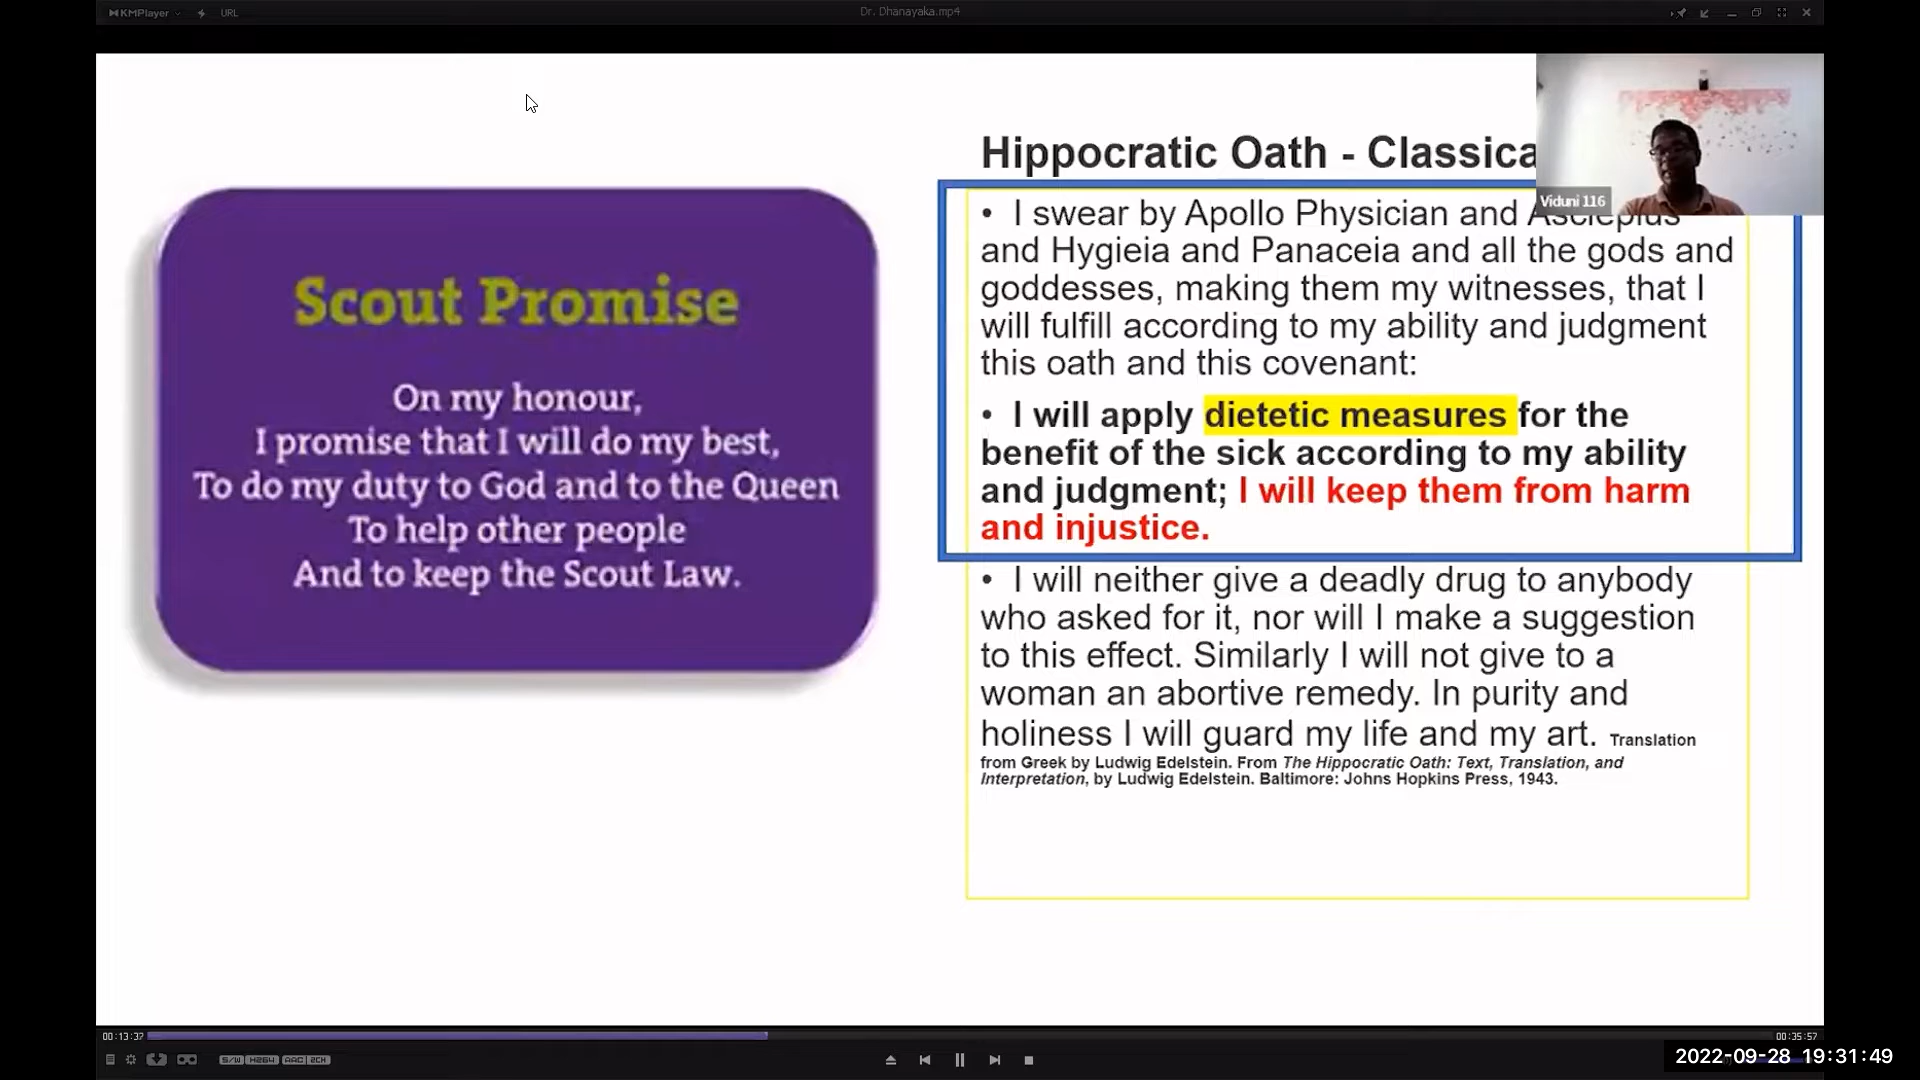 KMPlayer
URL
Dr. Dhanayaka.mp4
Scout Promise
On my honour,
I promise that I will do my best,
To do my duty to God and to the Queen
To help other people
And to keep the Scout Law.
Hippocratic Oath - Classica
Viduni 116
• I swear by Apollo Physician and Asclepius
and Hygieia and Panaceia and all the gods and
goddesses, making them my witnesses, that I
will fulfill according to my ability and judgment
this oath and this covenant:
• I will apply dietetic measures for the
benefit of the sick according to my ability
and judgment; I will keep them from harm
and injustice.
• I will neither give a deadly drug to anybody
who asked for it, nor will I make a suggestion
to this effect. Similarly I will not give to a
woman an abortive remedy. In purity and
holiness I will guard my life and my art. Translation
from Greek by Ludwig Edelstein. From The Hippocratic Oath: Text, Translation, and
Interpretation, by Ludwig Edelstein. Baltimore: Johns Hopkins Press, 1943.
00:13:37
00:35:57
S/W H264 AAC 2CH
2022-09-28 19:31:49